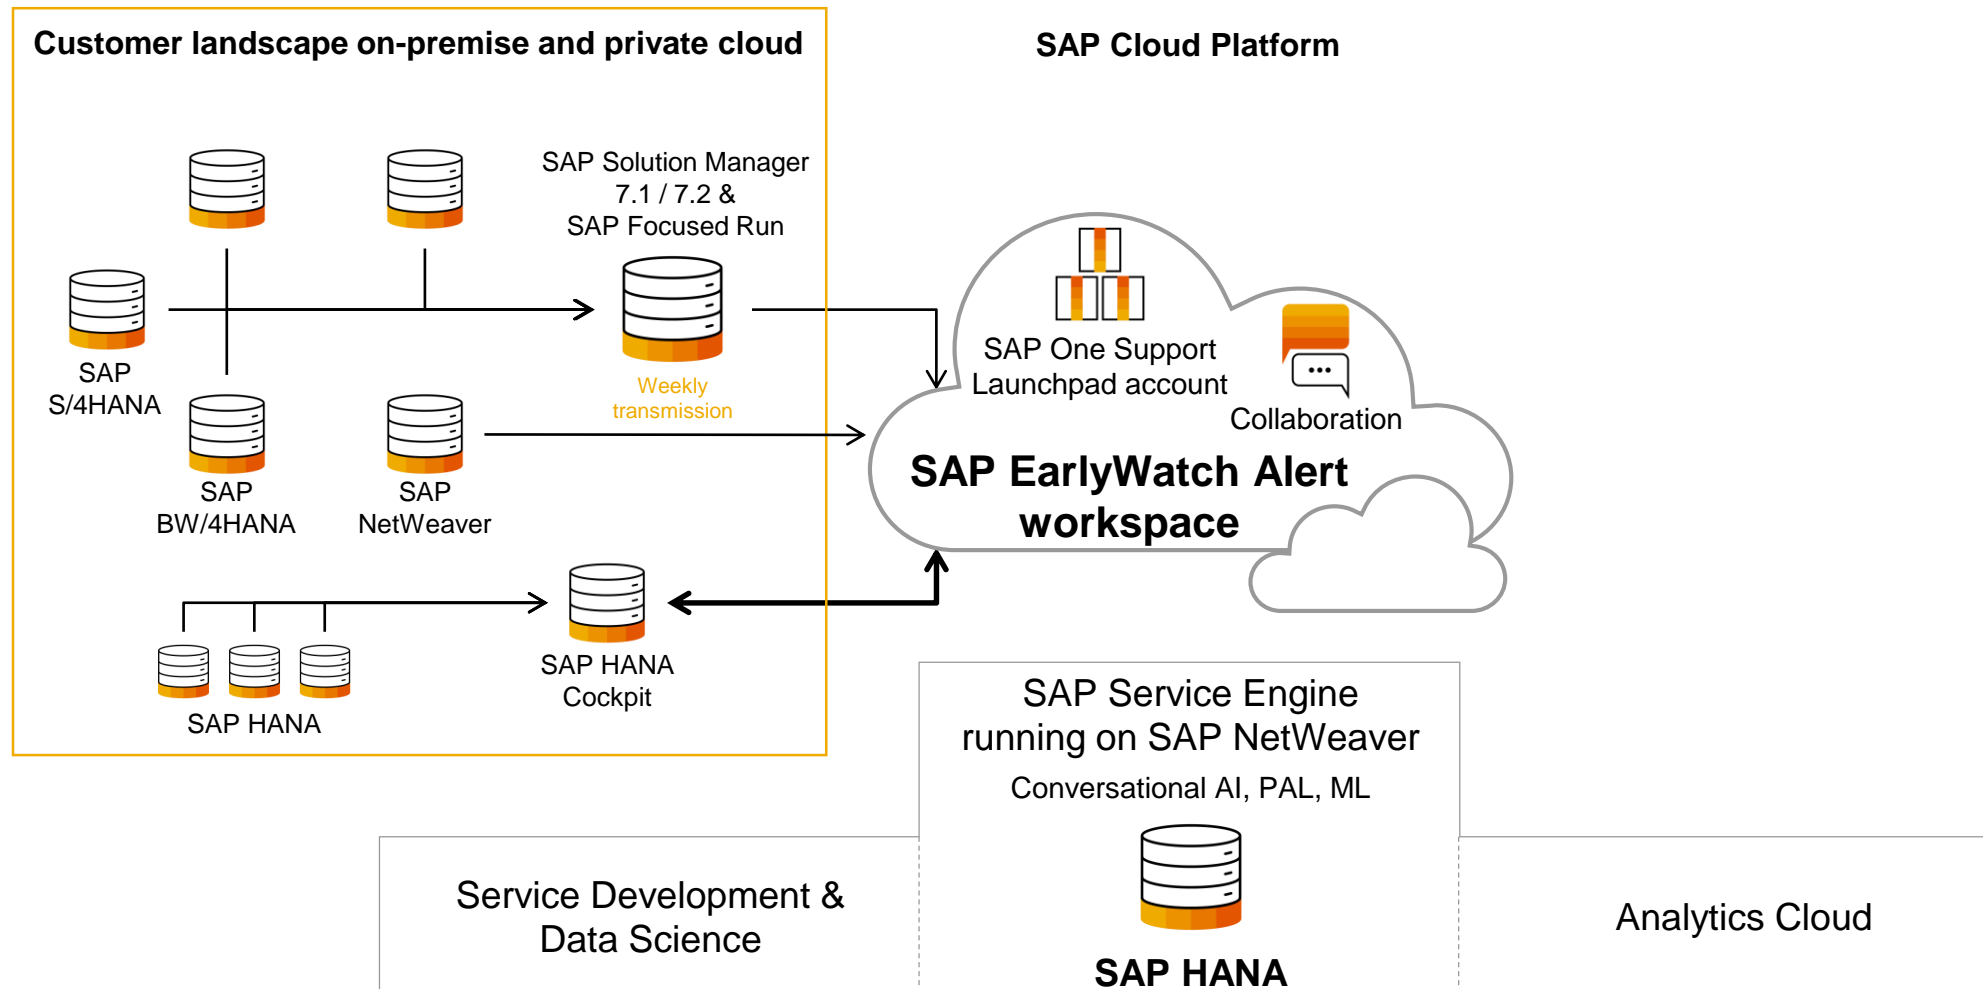 Customer landscape on-premise and private cloud
SAP Cloud Platform
SAP Solution Manager
7.1 / 7.2 &
SAP Focused Run
SAP
S/4HANA
Weekly
transmission
SAP
BW/4HANA
SAP
NetWeaver
SAP One Support
Launchpad account
Collaboration
SAP EarlyWatch Alert
workspace
SAP HANA
Cockpit
SAP HANA
SAP Service Engine
running on SAP NetWeaver
Conversational AI, PAL, ML
Service Development &
Data Science
SAP HANA
Analytics Cloud